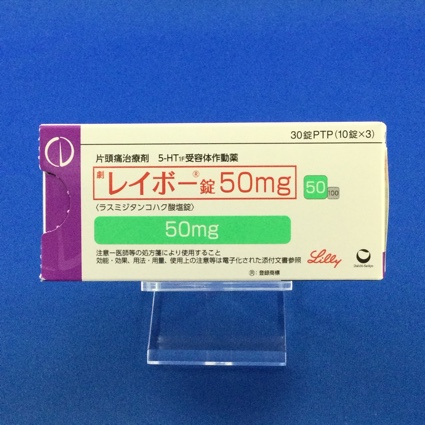 30錠PTP(10錠×3)
片頭痛治療剤 5-HT1F受容体作動薬
劇 レイボー®錠50mg 50 100
〈ラスミジタンコハク酸塩錠〉
50mg
注意－医師等の処方箋により使用すること
効能・効果、用法・用量、使用上の注意等は電子化された添付文書参照
®:登録商標
Lilly
Daiichi-Sankyo